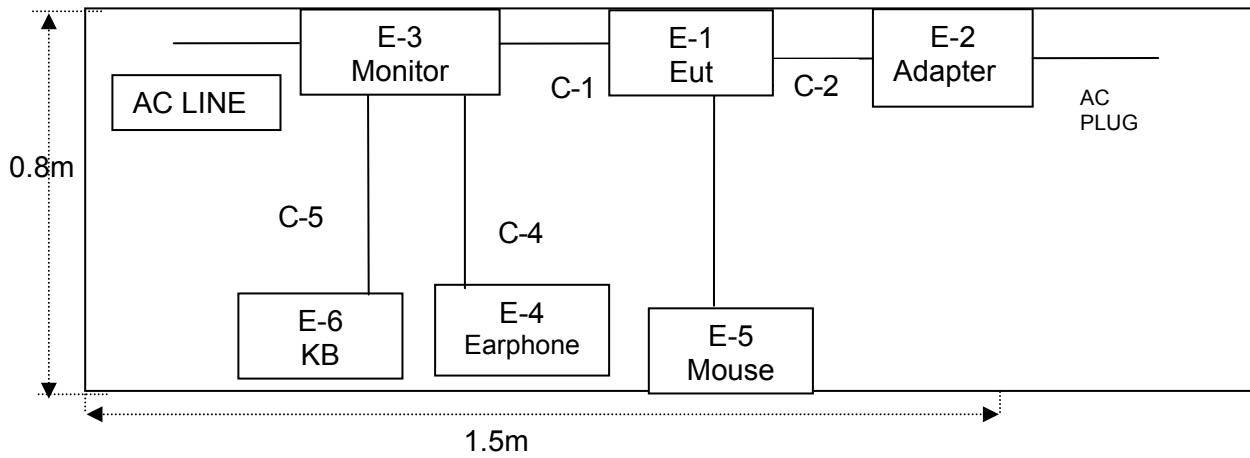 E-3
Monitor
E-1
Eut
E-2
Adapter
AC LINE
C-1
C-2
AC
PLUG
0.8m
C-5
C-4
E-6
KB
E-4
Earphone
E-5
Mouse
1.5m